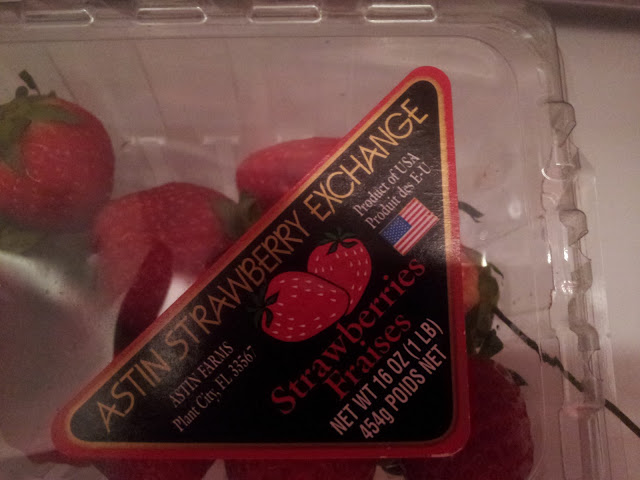 ASTIN STRAWBERRY EXCHANGE
Product of USA
Produit des E-U
ASTIN FARMS
Plant City, FL 33567
Strawberries
Fraises
NET WT 16 OZ (1 LB)
454g POIDS NET